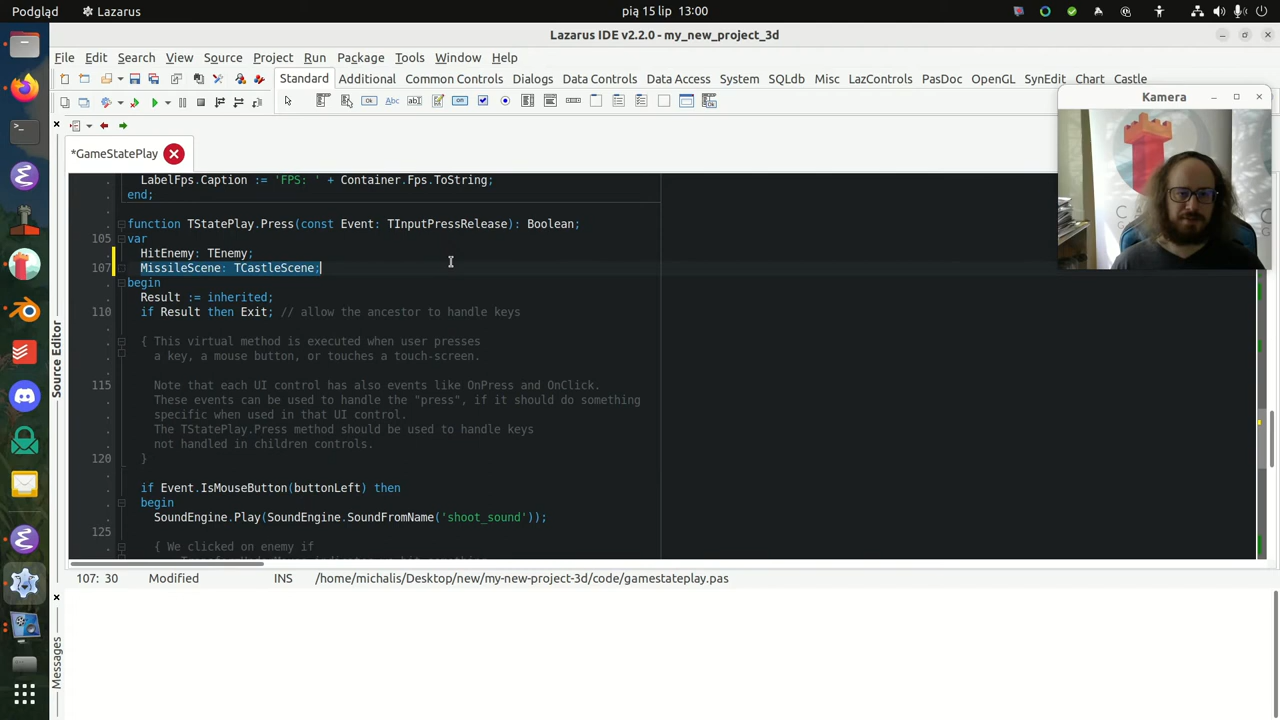 Podgląd
Lazarus
pią 15 lip 13:00
Lazarus IDE v2.2.0 - my_new_project_3d
File Edit Search View Source Project Run Package Tools Window Help
Standard Additional Common Controls Dialogs Data Controls Data Access System SQLdb Misc LazControls PasDoc OpenGL SynEdit Chart Castle
Kamera
*GameStatePlay
LabelFps.Caption := 'FPS: ' + Container.Fps.ToString;
end;
function TStatePlay.Press(const Event: TInputPressRelease): Boolean;
105 var
HitEnemy: TEnemy;
107 MissileScene: TCastleScene;
begin
Result := inherited;
110 if Result then Exit; // allow the ancestor to handle keys
{ This virtual method is executed when user presses
a key, a mouse button, or touches a touch-screen.
115 Note that each UI control has also events like OnPress and OnClick.
These events can be used to handle the "press", if it should do something
specific when used in that UI control.
The TStatePlay.Press method should be used to handle keys
not handled in children controls.
120 }
if Event.IsMouseButton(buttonLeft) then
begin
SoundEngine.Play(SoundEngine.SoundFromName('shoot_sound'));
125
{ We clicked on enemy if
107: 30 Modified INS /home/michalis/Desktop/new/my-new-project-3d/code/gamestateplay.pas
Source Editor
Messages